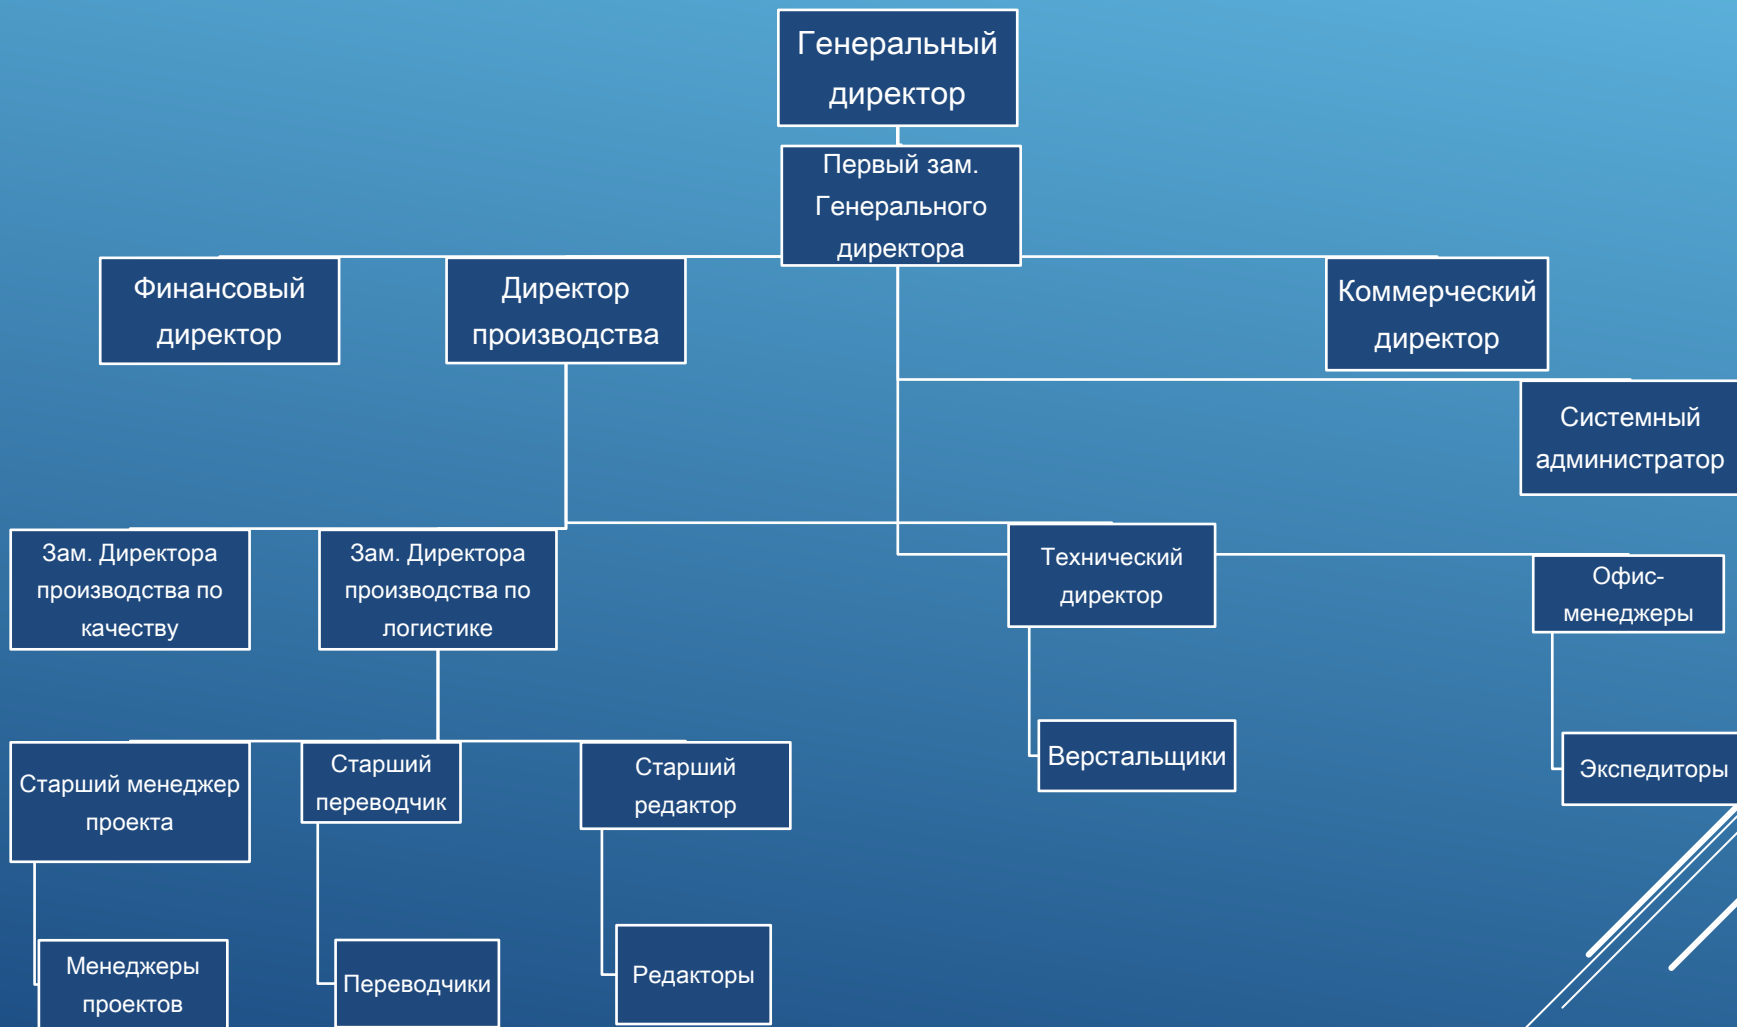 Генеральный
директор
Первый зам.
Генерального
директора
Финансовый
директор
Директор
производства
Коммерческий
директор
Системный
администратор
Зам. Директора
производства по
качеству
Зам. Директора
производства по
логистике
Технический
директор
Офис-
менеджеры
Старший менеджер
проекта
Старший
переводчик
Старший
редактор
Верстальщики
Экспедиторы
Менеджеры
проектов
Переводчики
Редакторы